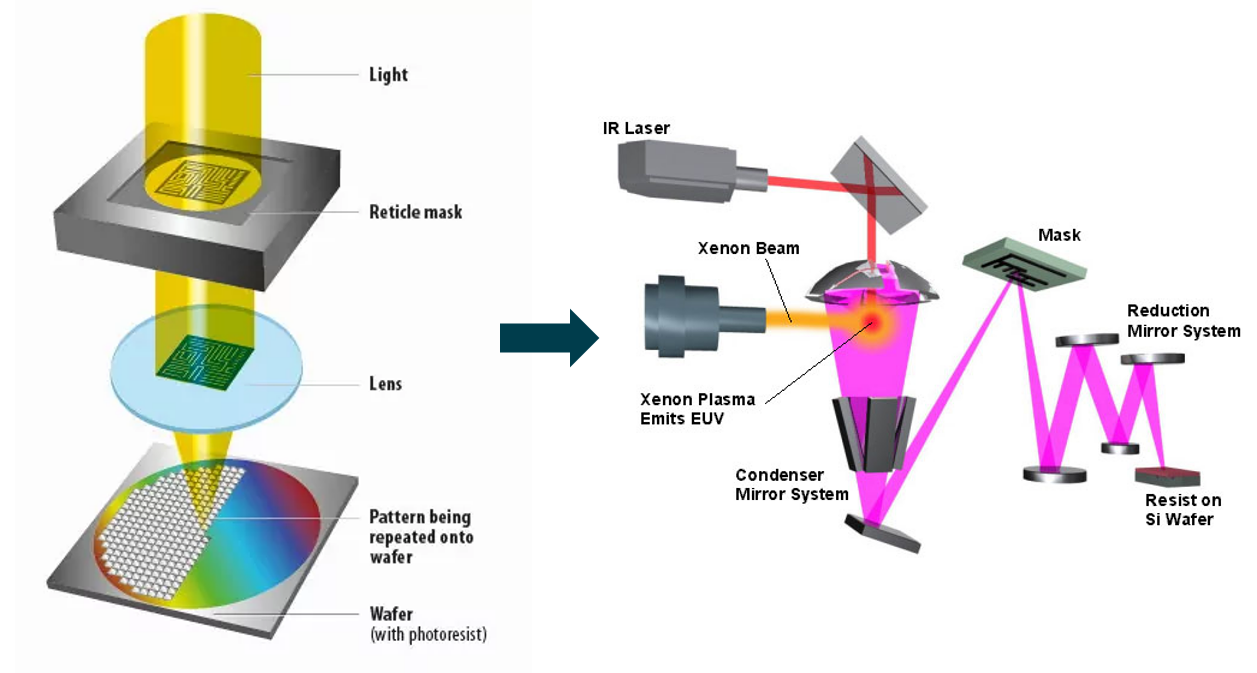 Light
Reticle mask
Lens
Pattern being
repeated onto
wafer
Wafer
(with photoresist)
IR Laser
Xenon Beam
Xenon Plasma
Emits EUV
Condenser
Mirror System
Mask
Reduction
Mirror System
Resist on
Si Wafer